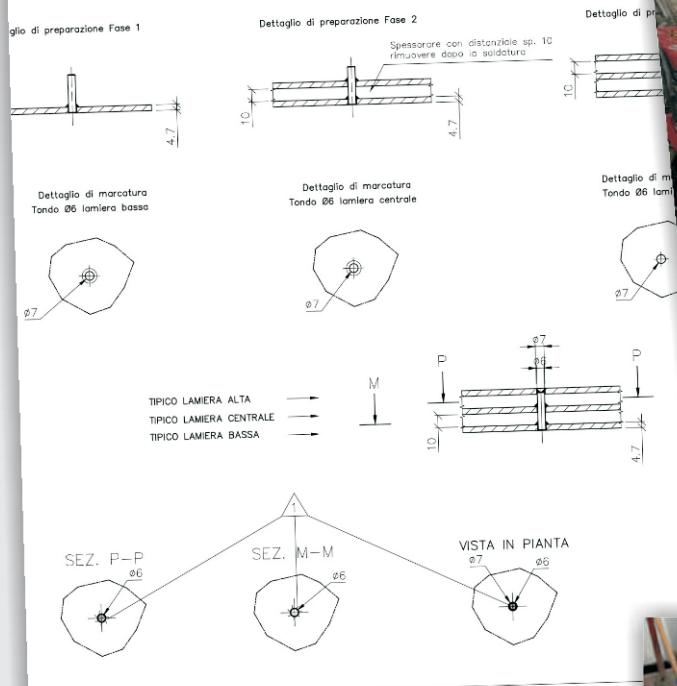 glio di preparazione Fase 1
Dettaglio di preparazione Fase 2
Dettaglio di
Spessorare con distanziale sp. 10
rimuovere dopo la saldatura
10
4.7
10
4.7
10
Dettaglio di marcatura
Tondo Ø6 lamiera bassa
Dettaglio di marcatura
Tondo Ø6 lamiera centrale
Dettaglio di m
Tondo Ø6 lami
Ø7
Ø7
Ø7
TIPICO LAMIERA ALTA
TIPICO LAMIERA CENTRALE
TIPICO LAMIERA BASSA
M
P
P
Ø7
Ø6
10
4.7
1
SEZ. P-P
Ø6
SEZ. M-M
Ø6
VISTA IN PIANTA
Ø7
Ø6